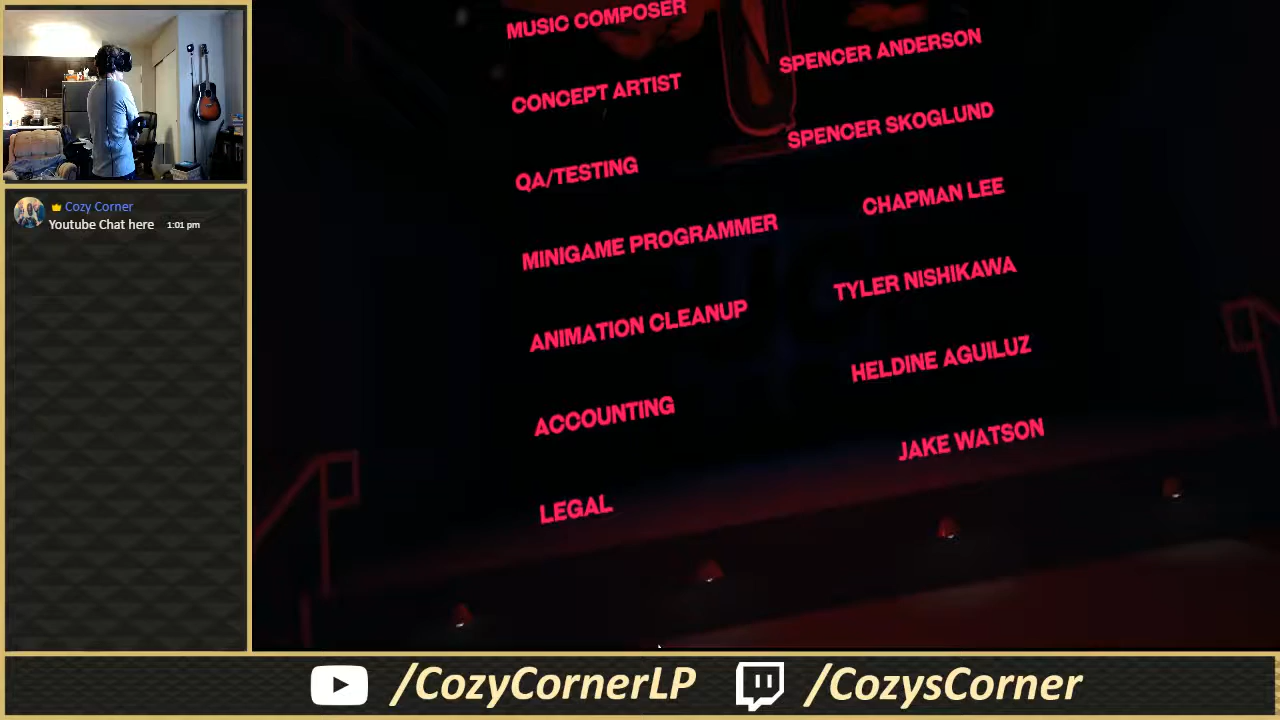 Cozy Corner
Youtube Chat here 1:01 pm
MUSIC COMPOSER
SPENCER ANDERSON
CONCEPT ARTIST
SPENCER SKOGLUND
QA/TESTING
CHAPMAN LEE
MINIGAME PROGRAMMER
TYLER NISHIKAWA
ANIMATION CLEANUP
HELDINE AGUILUZ
ACCOUNTING
JAKE WATSON
LEGAL
/CozyCornerLP
/CozysCorner